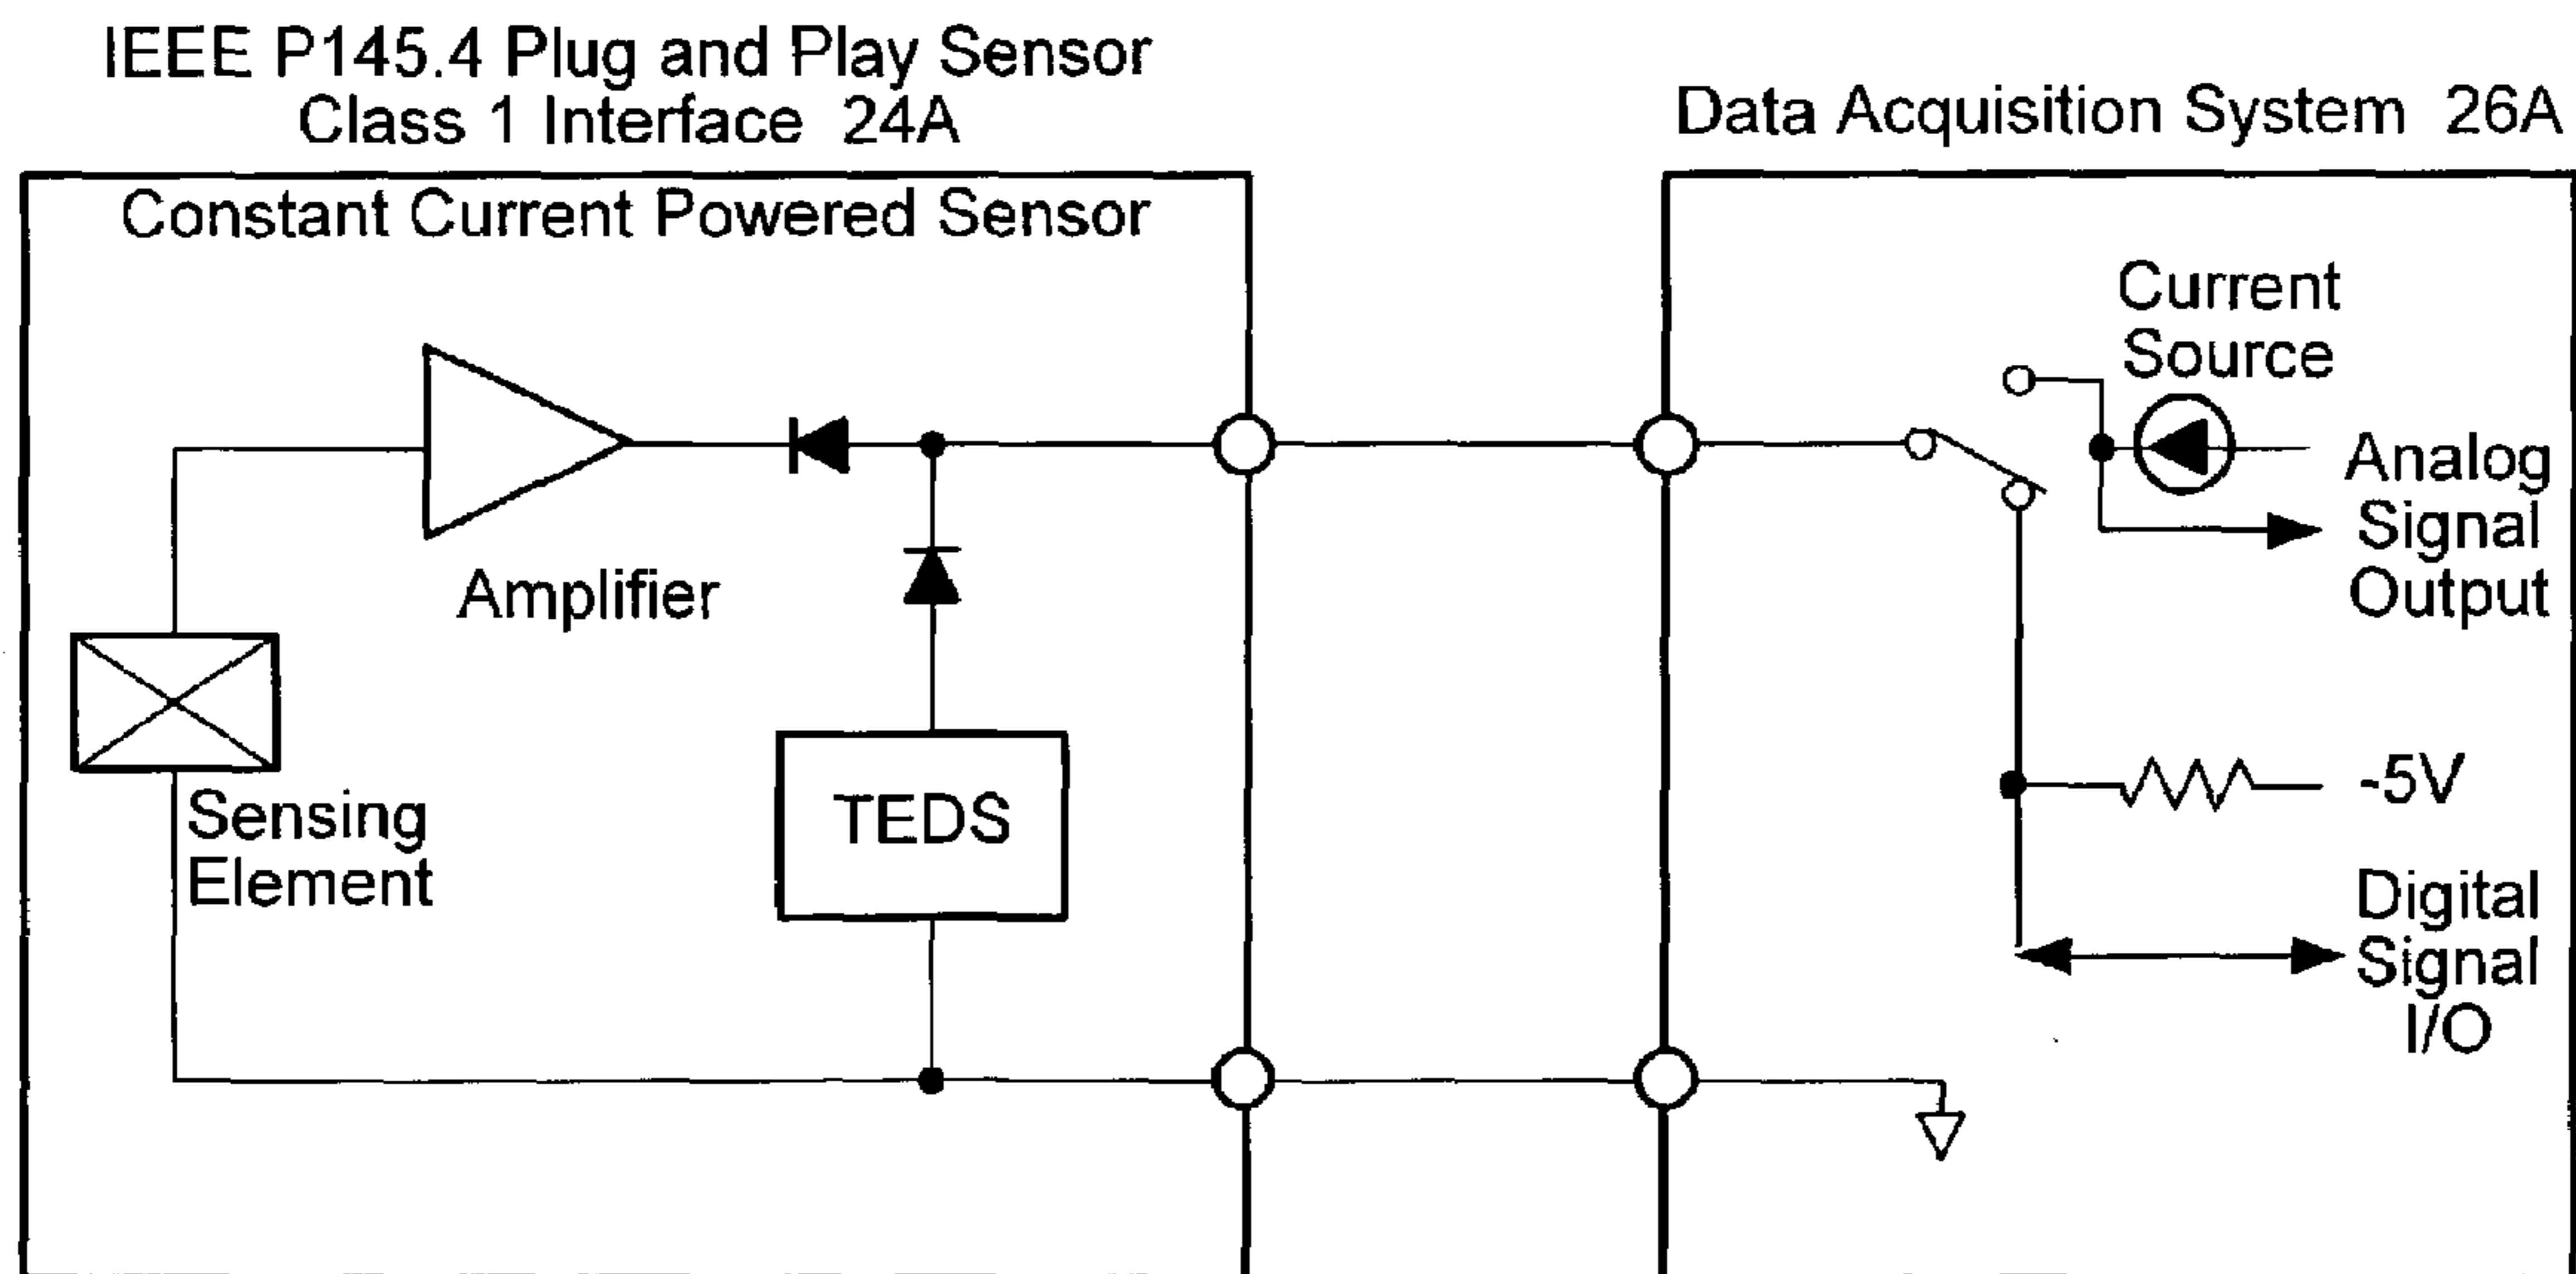 IEEE P145.4 Plug and Play Sensor
Class 1 Interface 24A
Data Acquisition System 26A
Constant Current Powered Sensor
Current
Source
Analog
Signal
Output
Amplifier
Sensing
Element
TEDS
-5V
Digital
Signal
I/O